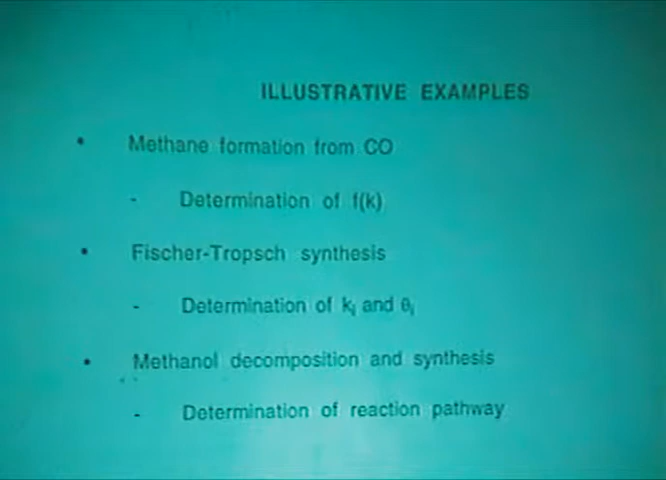 ILLUSTRATIVE EXAMPLES
• Methane formation from CO
- Determination of f(k)
• Fischer-Tropsch synthesis
- Determination of kᵢ and θᵢ
• Methanol decomposition and synthesis
- Determination of reaction pathway